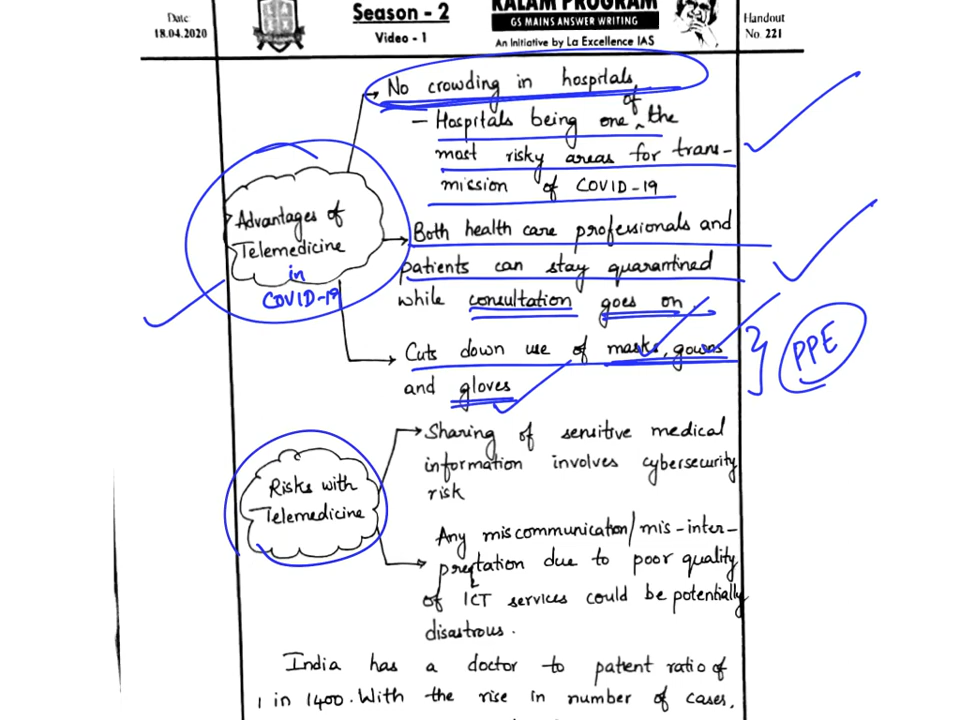 Date
18.04.2020
Season - 2
Video - 1
KALAM PROGRAM
GS MAINS ANSWER WRITING
An Initiative by La Excellence IAS
Handout
No. 221
No crowding in hospitals
- Hospitals being one of the
most risky areas for trans-
mission of COVID-19
Advantages of
Telemedicine
in
COVID-19
Both health care professionals and
patients can stay quarantined
while consultation goes on.
Cuts down use of masks, gowns
and gloves
PPE
Risks with
Telemedicine
Sharing of sensitive medical
information involves cybersecurity
risk
Any miscommunication/mis-inter-
pretation due to poor quality
of ICT services could be potentially
disastrous.
India has a doctor to patient ratio of
1 in 1400. With the rise in number of cases,